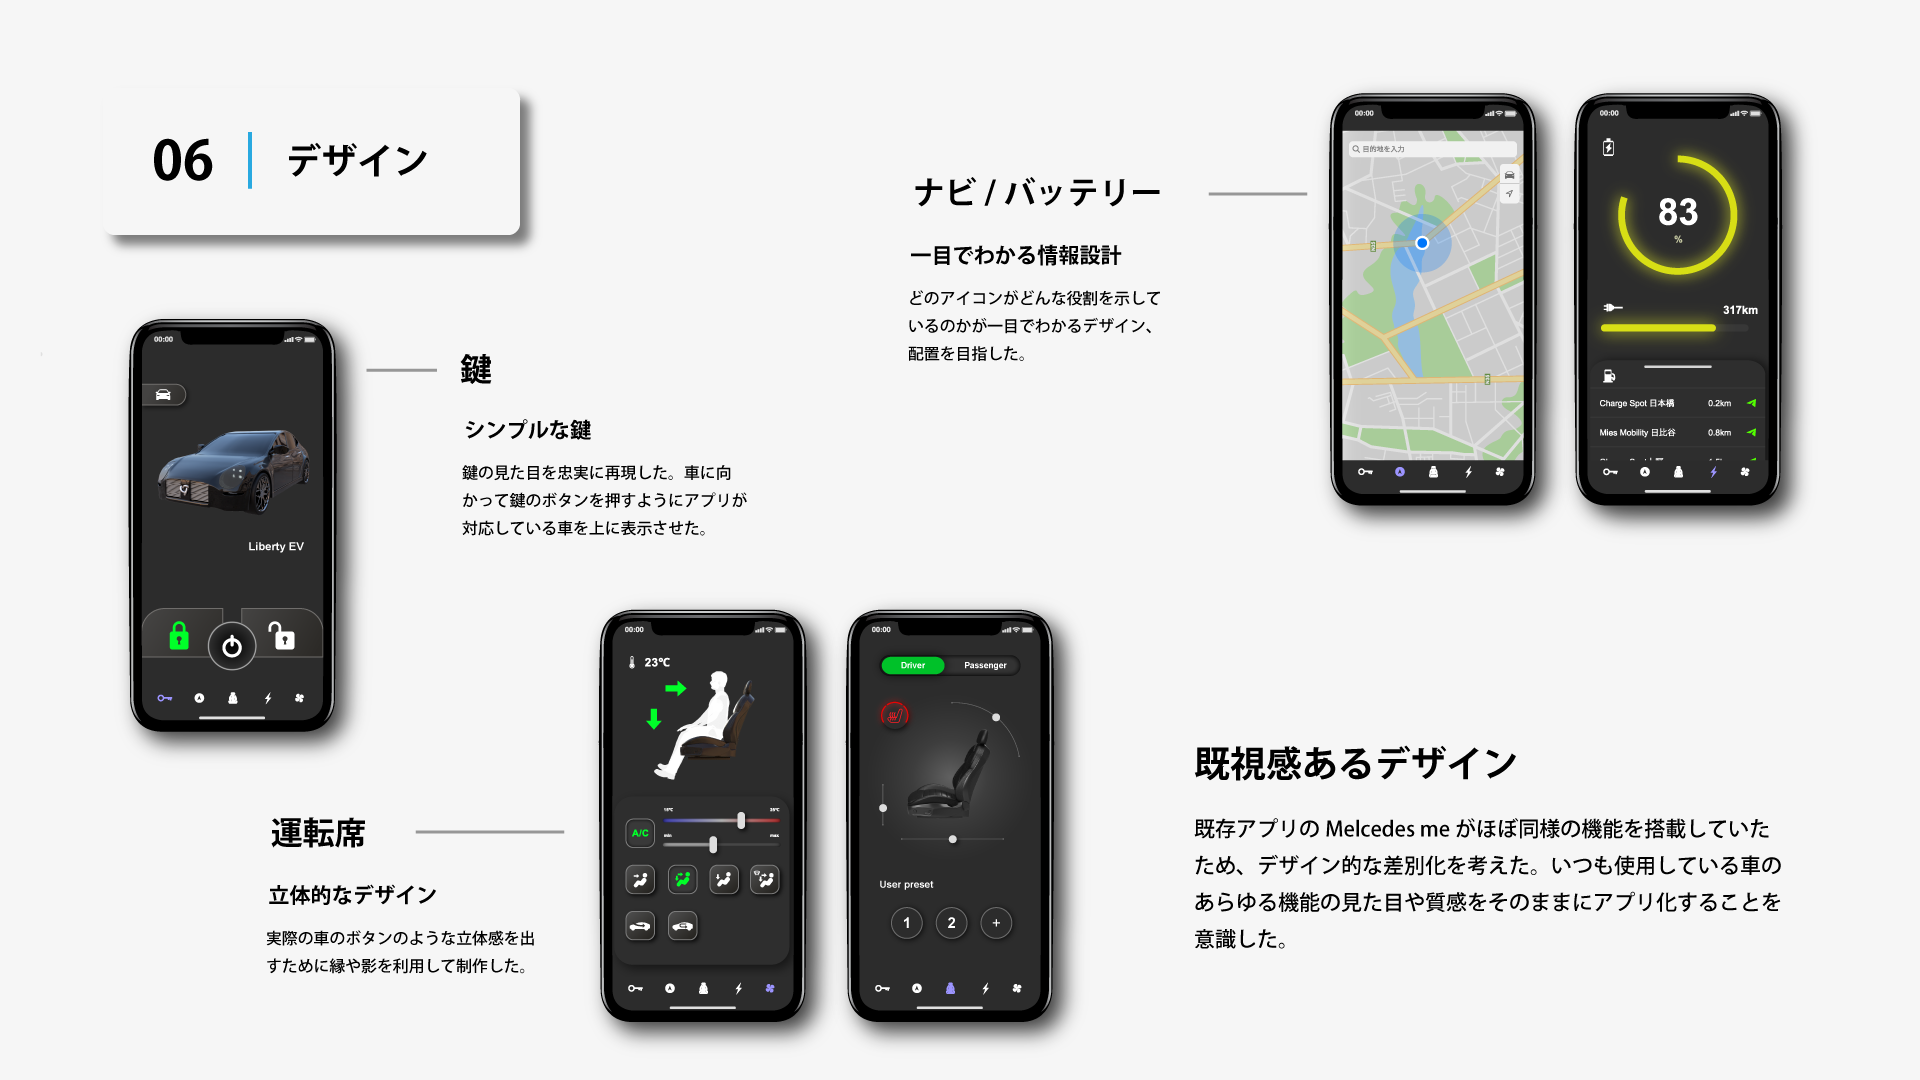 06
デザイン
00:00
Liberty EV
鍵
シンプルな鍵
鍵の見た目を忠実に再現した。車に向
かって鍵のボタンを押すようにアプリが
対応している車を上に表示させた。
ナビ / バッテリー
一目でわかる情報設計
どのアイコンがどんな役割を示して
いるのかが一目でわかるデザイン、
配置を目指した。
00:00
目的地を入力
00:00
83
%
317km
Charge Spot 日本橋 0.2km
Mies Mobility 日比谷 0.8km
運転席
立体的なデザイン
実際の車のボタンのような立体感を出
すために縁や影を利用して制作した。
00:00
23℃
A/C
min
max
00:00
Driver
Passenger
User preset
1
2
+
既視感あるデザイン
既存アプリの Melcedes me がほぼ同様の機能を搭載していた
ため、デザイン的な差別化を考えた。いつも使用している車の
あらゆる機能の見た目や質感をそのままにアプリ化することを
意識した。